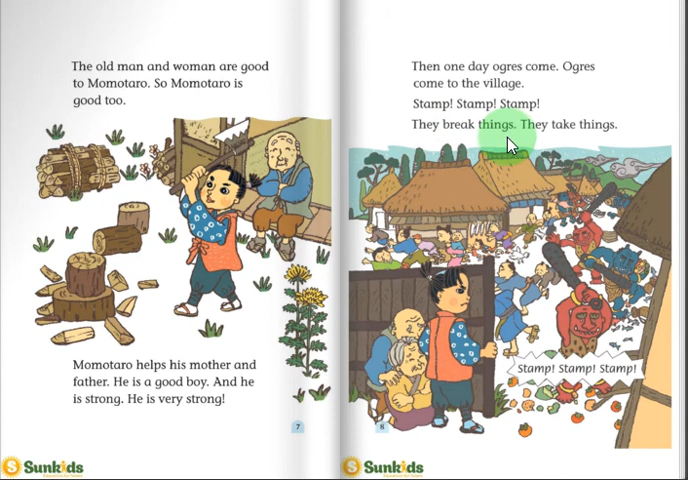 The old man and woman are good
to Momotaro. So Momotaro is
good too.
Momotaro helps his mother and
father. He is a good boy. And he
is strong. He is very strong!
7
Sunkids
Then one day ogres come. Ogres
come to the village.
Stamp! Stamp! Stamp!
They break things. They take things.
Stamp! Stamp! Stamp!
8
Sunkids